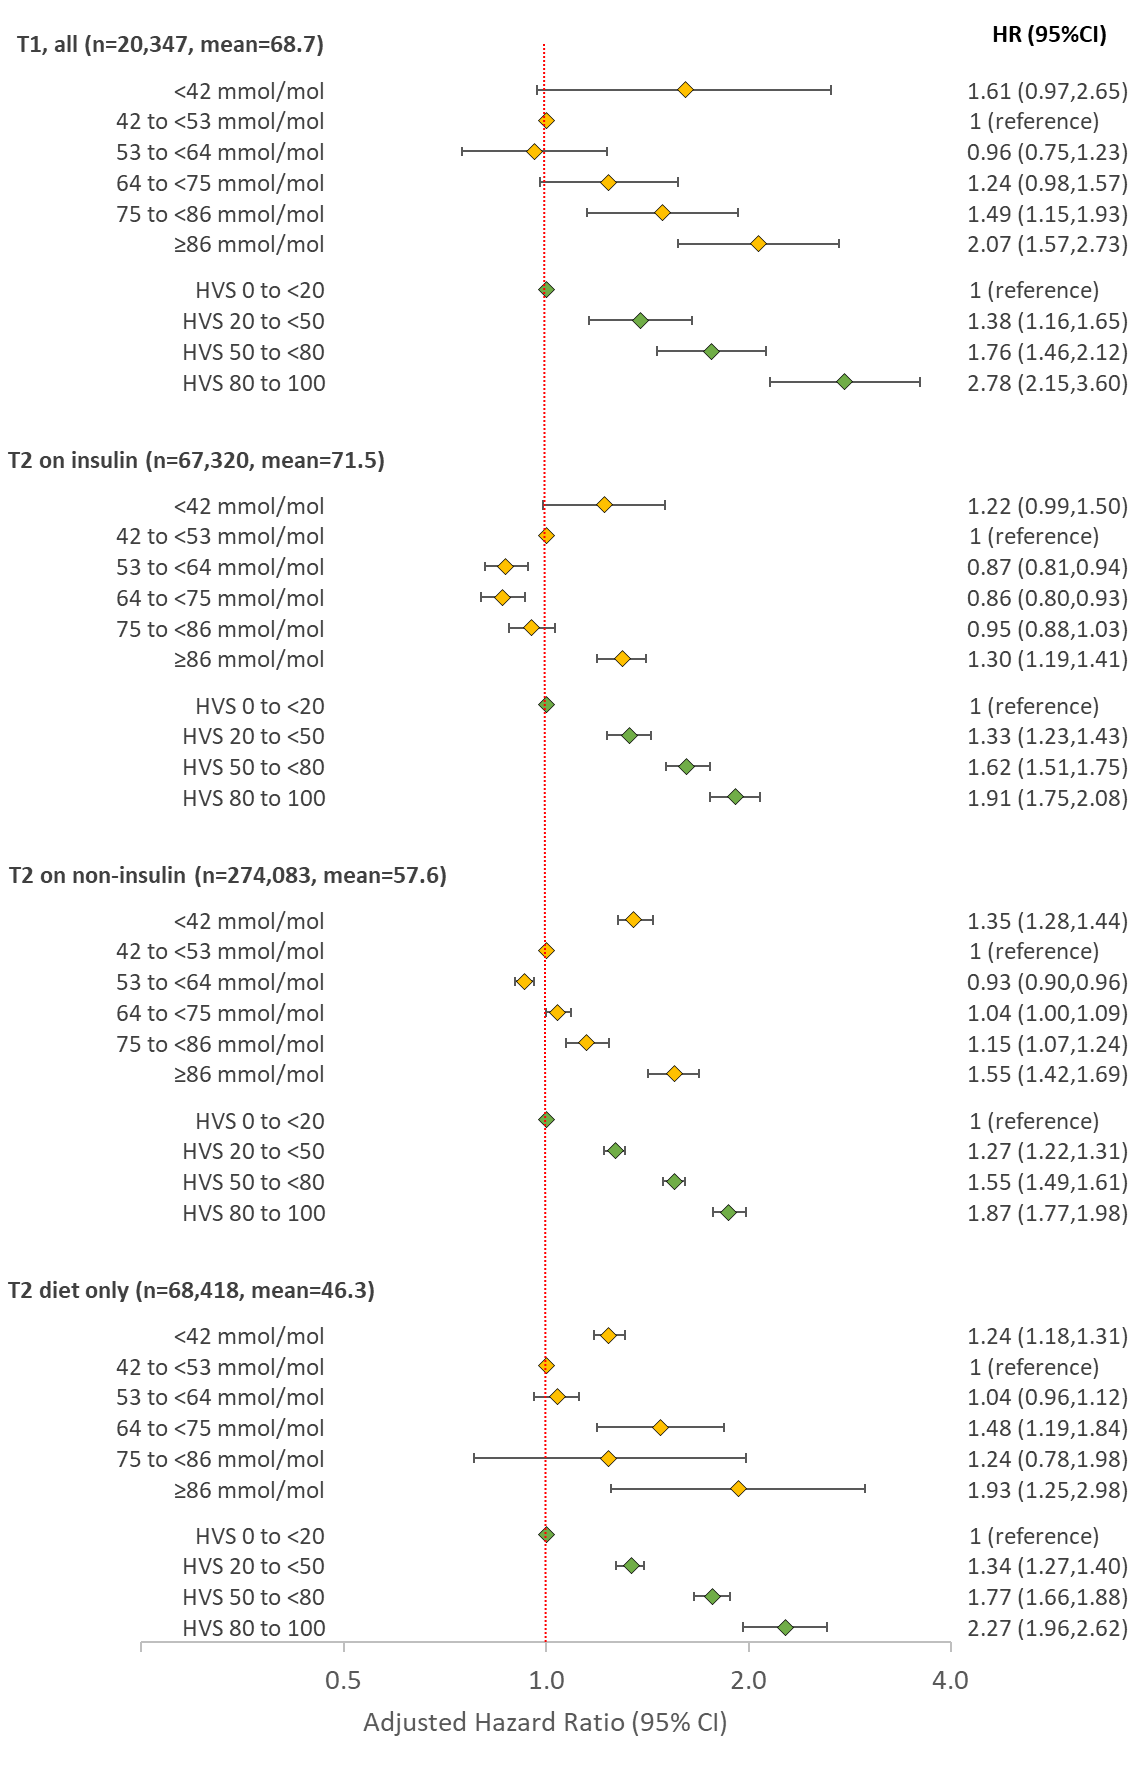 HR (95%CI)
T1, all (n=20,347, mean=68.7)
<42 mmol/mol 1.61 (0.97,2.65)
42 to <53 mmol/mol 1 (reference)
53 to <64 mmol/mol 0.96 (0.75,1.23)
64 to <75 mmol/mol 1.24 (0.98,1.57)
75 to <86 mmol/mol 1.49 (1.15,1.93)
≥86 mmol/mol 2.07 (1.57,2.73)
HVS 0 to <20 1 (reference)
HVS 20 to <50 1.38 (1.16,1.65)
HVS 50 to <80 1.76 (1.46,2.12)
HVS 80 to 100 2.78 (2.15,3.60)
T2 on insulin (n=67,320, mean=71.5)
<42 mmol/mol 1.22 (0.99,1.50)
42 to <53 mmol/mol 1 (reference)
53 to <64 mmol/mol 0.87 (0.81,0.94)
64 to <75 mmol/mol 0.86 (0.80,0.93)
75 to <86 mmol/mol 0.95 (0.88,1.03)
≥86 mmol/mol 1.30 (1.19,1.41)
HVS 0 to <20 1 (reference)
HVS 20 to <50 1.33 (1.23,1.43)
HVS 50 to <80 1.62 (1.51,1.75)
HVS 80 to 100 1.91 (1.75,2.08)
T2 on non-insulin (n=274,083, mean=57.6)
<42 mmol/mol 1.35 (1.28,1.44)
42 to <53 mmol/mol 1 (reference)
53 to <64 mmol/mol 0.93 (0.90,0.96)
64 to <75 mmol/mol 1.04 (1.00,1.09)
75 to <86 mmol/mol 1.15 (1.07,1.24)
≥86 mmol/mol 1.55 (1.42,1.69)
HVS 0 to <20 1 (reference)
HVS 20 to <50 1.27 (1.22,1.31)
HVS 50 to <80 1.55 (1.49,1.61)
HVS 80 to 100 1.87 (1.77,1.98)
T2 diet only (n=68,418, mean=46.3)
<42 mmol/mol 1.24 (1.18,1.31)
42 to <53 mmol/mol 1 (reference)
53 to <64 mmol/mol 1.04 (0.96,1.12)
64 to <75 mmol/mol 1.48 (1.19,1.84)
75 to <86 mmol/mol 1.24 (0.78,1.98)
≥86 mmol/mol 1.93 (1.25,2.98)
HVS 0 to <20 1 (reference)
HVS 20 to <50 1.34 (1.27,1.40)
HVS 50 to <80 1.77 (1.66,1.88)
HVS 80 to 100 2.27 (1.96,2.62)
0.5 1.0 2.0 4.0
Adjusted Hazard Ratio (95% CI)